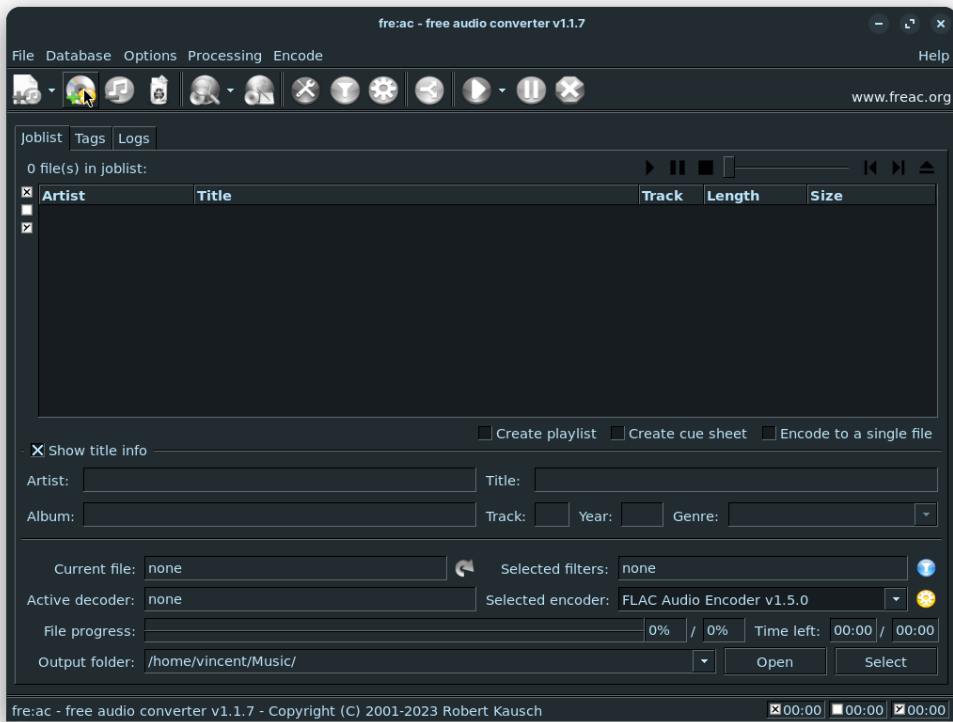 fre:ac - free audio converter v1.1.7
File Database Options Processing Encode Help
www.freac.org
Joblist Tags Logs
0 file(s) in joblist:
Artist Title Track Length Size
Create playlist Create cue sheet Encode to a single file
Show title info
Artist: Title:
Album: Track: Year: Genre:
Current file: none Selected filters: none
Active decoder: none Selected encoder: FLAC Audio Encoder v1.5.0
File progress: 0% / 0% Time left: 00:00 / 00:00
Output folder: /home/vincent/Music/ Open Select
fre:ac - free audio converter v1.1.7 - Copyright (C) 2001-2023 Robert Kausch 00:00 00:00 00:00